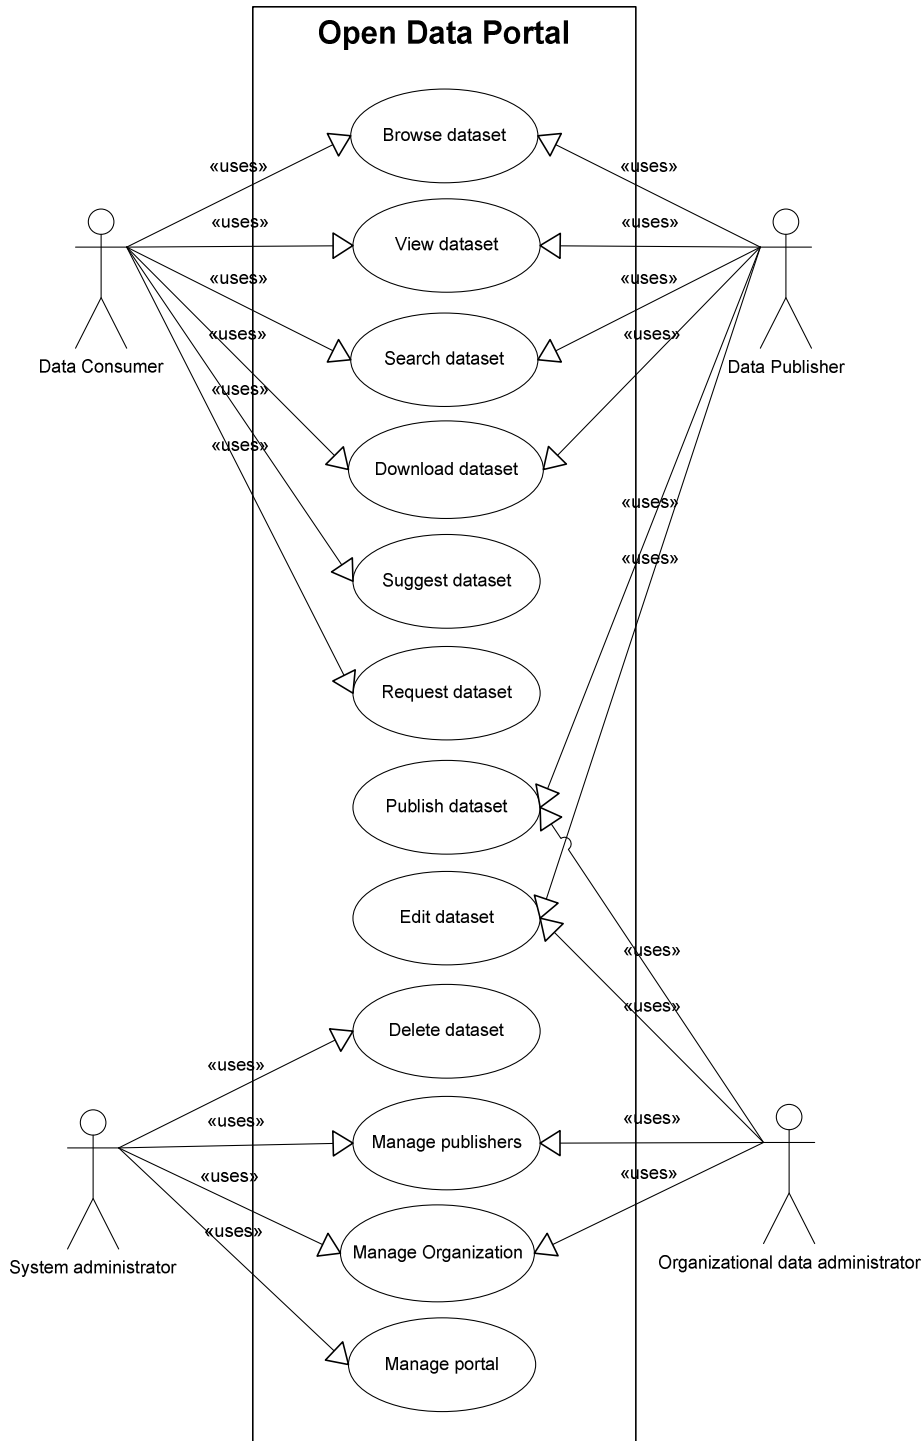 Open Data Portal
Browse dataset
«uses»
«uses»
«uses»
«uses»
View dataset
«uses»
«uses»
«uses»
«uses»
Search dataset
Data Consumer
Data Publisher
«uses»
«uses»
Download dataset
«uses»
«uses»
Suggest dataset
Request dataset
Publish dataset
Edit dataset
«uses»
«uses»
Delete dataset
«uses»
«uses»
«uses»
Manage publishers
«uses»
«uses»
«uses»
Manage Organization
System administrator
Organizational data administrator
Manage portal